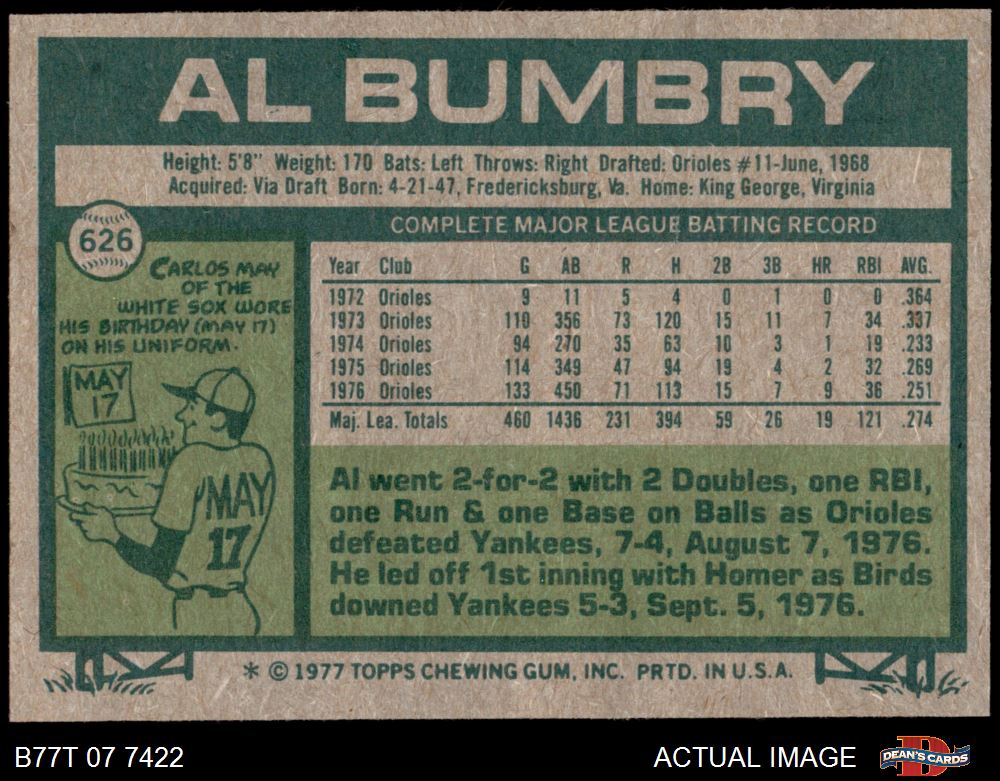 AL BUMBRY
Height: 5'8" Weight: 170 Bats: Left Throws: Right Drafted: Orioles #11-June, 1968
Acquired: Via Draft Born: 4-21-47, Fredericksburg, Va. Home: King George, Virginia
COMPLETE MAJOR LEAGUE BATTING RECORD
626
CARLOS MAY
OF THE
WHITE SOX WORE
HIS BIRTHDAY (MAY 17)
ON HIS UNIFORM.
MAY
17
MAY
17
Year Club G AB R H 2B 3B HR RBI AVG.
1972 Orioles 9 11 5 4 0 1 0 0 .364
1973 Orioles 110 356 73 120 15 11 7 34 .337
1974 Orioles 94 270 35 63 10 3 1 19 .233
1975 Orioles 114 349 47 94 19 4 2 32 .269
1976 Orioles 133 450 71 113 15 7 9 36 .251
Maj. Lea. Totals 460 1436 231 394 59 26 19 121 .274
Al went 2-for-2 with 2 Doubles, one RBI,
one Run & one Base on Balls as Orioles
defeated Yankees, 7-4, August 7, 1976.
He led off 1st inning with Homer as Birds
downed Yankees 5-3, Sept. 5, 1976.
* © 1977 TOPPS CHEWING GUM, INC. PRTD. IN U.S.A.
B77T 07 7422
ACTUAL IMAGE
DEAN'S CARDS